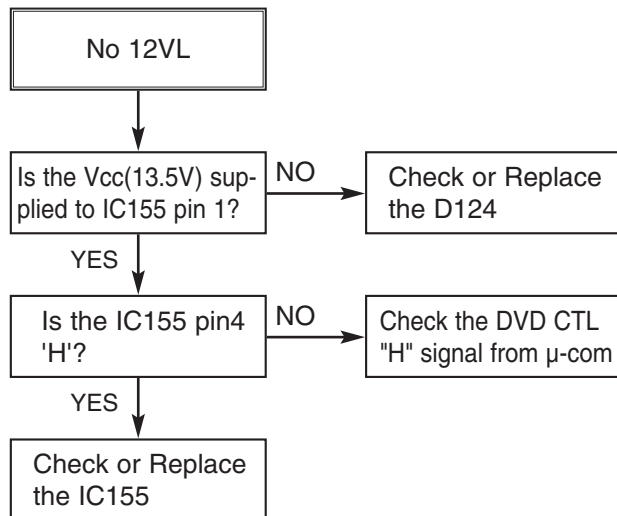 No 12VL
Is the Vcc(13.5V) sup-
plied to IC155 pin 1?
NO
Check or Replace
the D124
YES
Is the IC155 pin4
'H'?
NO
Check the DVD CTL
"H" signal from μ-com
YES
Check or Replace
the IC155